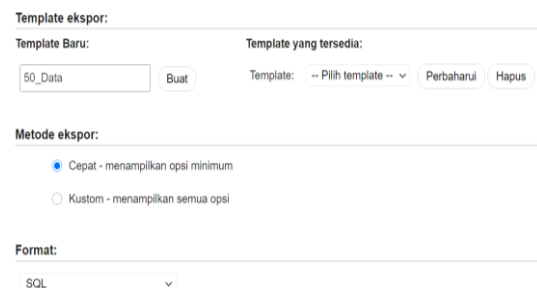 Template ekspor:
Template Baru: Template yang tersedia:
50_Data Buat Template: -- Pilih template -- Perbaharui Hapus
Metode ekspor:
Cepat - menampilkan opsi minimum
Kustom - menampilkan semua opsi
Format:
SQL